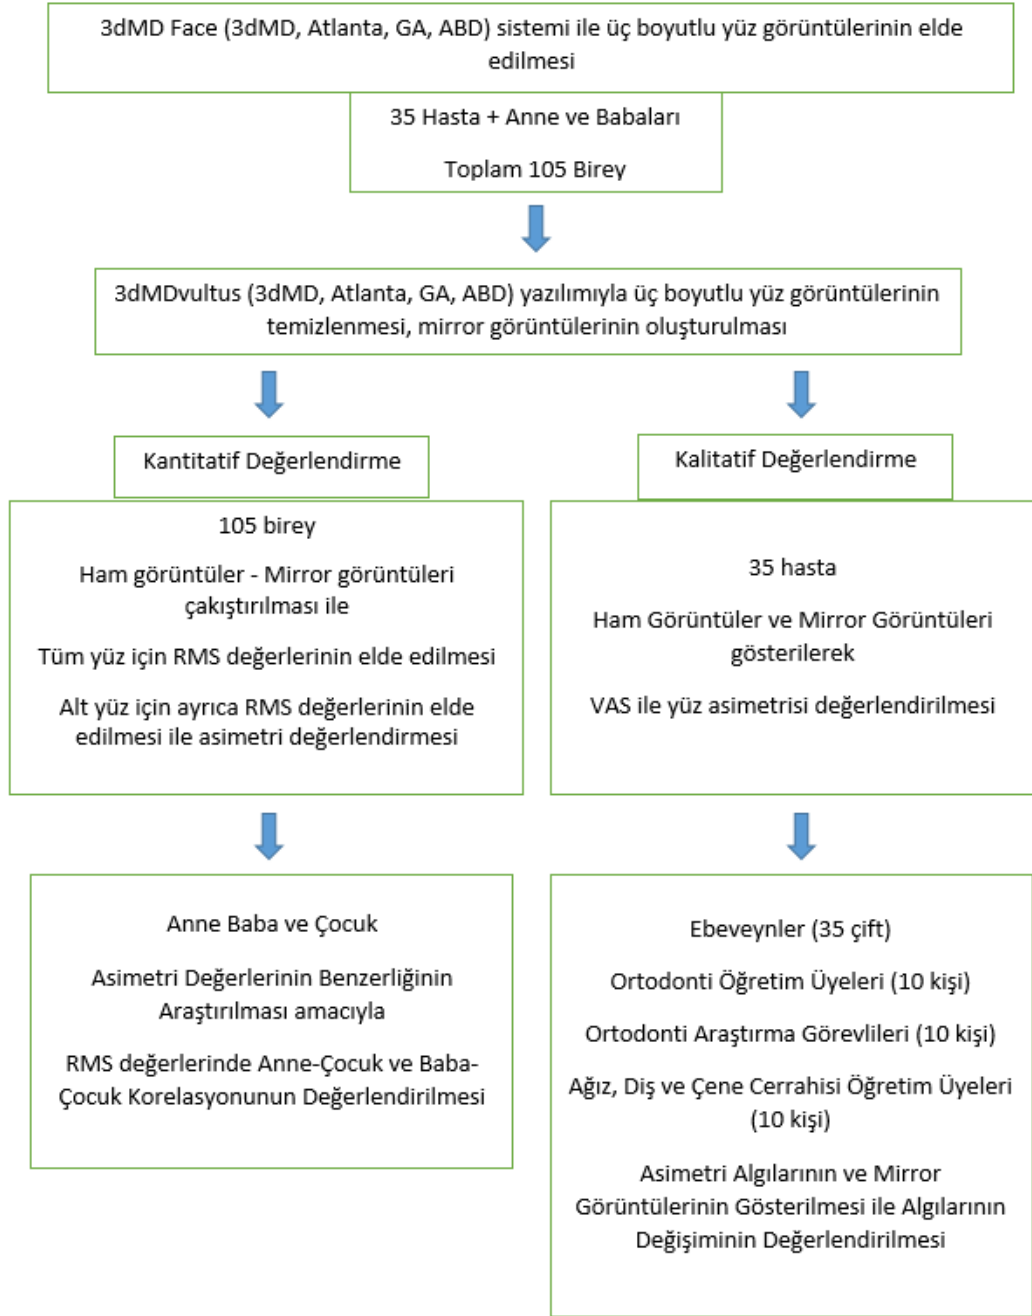 3dMD Face (3dMD, Atlanta, GA, ABD) sistemi ile üç boyutlu yüz görüntülerinin elde
edilmesi
35 Hasta + Anne ve Babaları
Toplam 105 Birey
3dMDvultus (3dMD, Atlanta, GA, ABD) yazılımıyla üç boyutlu yüz görüntülerinin
temizlenmesi, mirror görüntülerinin oluşturulması
Kantitatif Değerlendirme
105 birey
Ham görüntüler - Mirror görüntüleri
çakıştırılması ile
Tüm yüz için RMS değerlerinin elde edilmesi
Alt yüz için ayrıca RMS değerlerinin elde
edilmesi ile asimetri değerlendirmesi
Anne Baba ve Çocuk
Asimetri Değerlerinin Benzerliğinin
Araştırılması amacıyla
RMS değerlerinde Anne-Çocuk ve Baba-
Çocuk Korelasyonunun Değerlendirilmesi
Kalitatif Değerlendirme
35 hasta
Ham Görüntüler ve Mirror Görüntüleri
gösterilerek
VAS ile yüz asimetrisi değerlendirilmesi
Ebeveynler (35 çift)
Ortodonti Öğretim Üyeleri (10 kişi)
Ortodonti Araştırma Görevlileri (10 kişi)
Ağız, Diş ve Çene Cerrahisi Öğretim Üyeleri
(10 kişi)
Asimetri Algılarının ve Mirror
Görüntülerinin Gösterilmesi ile Algılarının
Değişiminin Değerlendirilmesi